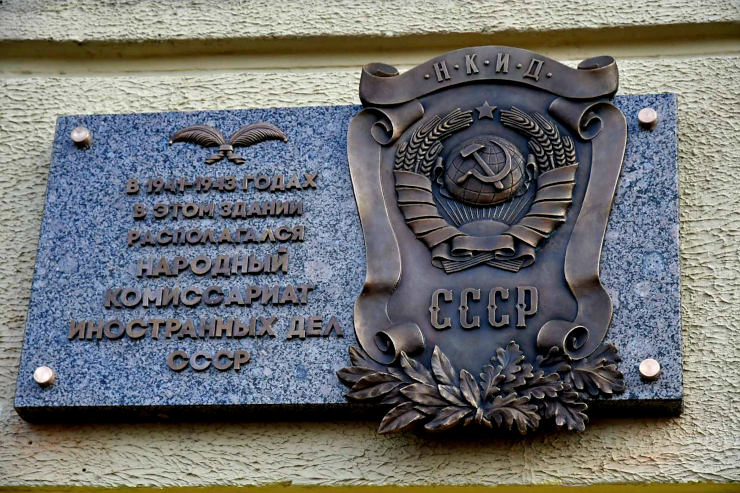 В 1941-1943 ГОДАХ
В ЭТОМ ЗДАНИИ
РАСПОЛАГАЛСЯ
НАРОДНЫЙ
КОМИССАРИАТ
ИНОСТРАННЫХ ДЕЛ
СССР
·Н·К·И·Д·
СССР